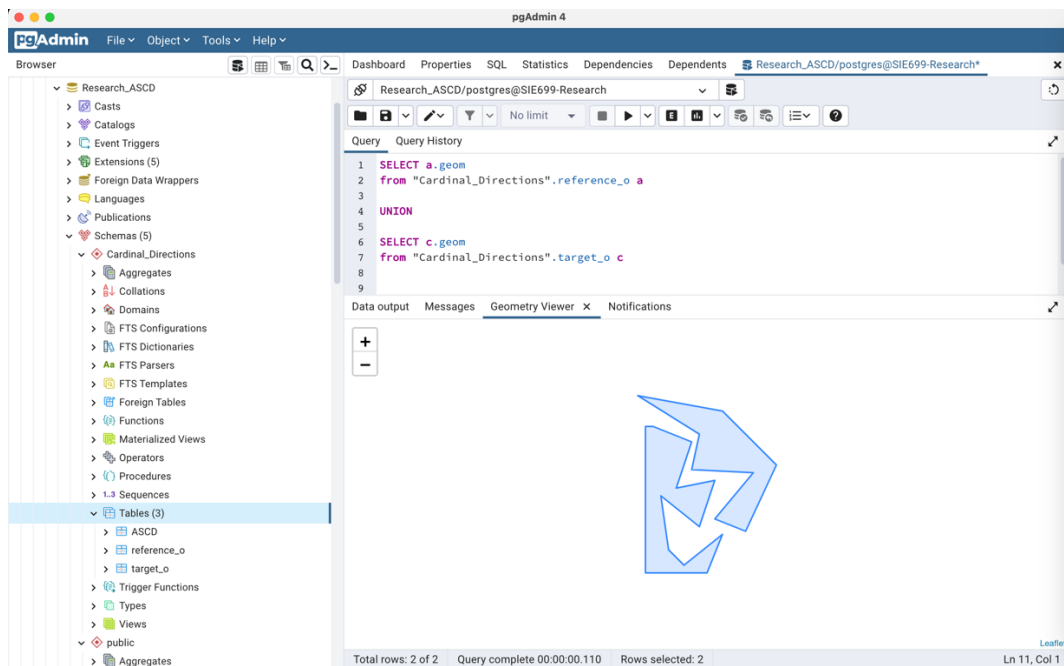 pgAdmin 4
pgAdmin File Object Tools Help
Browser
Dashboard Properties SQL Statistics Dependencies Dependents Research_ASCD/postgres@SIE699-Research*
Research_ASCD
Casts
Catalogs
Event Triggers
Extensions (5)
Foreign Data Wrappers
Languages
Publications
Schemas (5)
Cardinal_Directions
Aggregates
Collations
Domains
FTS Configurations
FTS Dictionaries
Aa FTS Parsers
FTS Templates
Foreign Tables
Functions
Materialized Views
Operators
Procedures
1..3 Sequences
Tables (3)
ASCD
reference_o
target_o
Trigger Functions
Types
Views
public
Aggregates
Research_ASCD/postgres@SIE699-Research
No limit
E
Query Query History
1 SELECT a.geom
2 from "Cardinal_Directions".reference_o a
3
4 UNION
5
6 SELECT c.geom
7 from "Cardinal_Directions".target_o c
8
9
Data output Messages Geometry Viewer Notifications
+
−
Leafle
Total rows: 2 of 2 Query complete 00:00:00.110 Rows selected: 2 Ln 11, Col 1